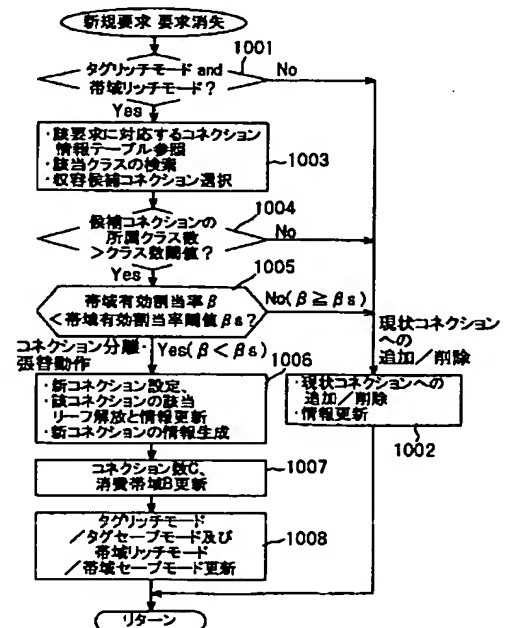 新規要求 要求消失
1001
タグリッチモード and
帯域リッチモード?
No
Yes
・該要求に対応するコネクション
情報テーブル参照
・該当クラスの検索
・収容候補コネクション選択
1003
1004
候補コネクションの
所属クラス数
>クラス数閾値?
No
Yes
1005
帯域有効割当率β
<帯域有効割当率閾値βs?
No(β≧βs)
コネクション分離・
張替動作
Yes(β<βs)
現状コネクション
への
追加/削除
1006
・新コネクション設定、
・該コネクションの該当
リーフ解放と情報更新
・新コネクションの情報生成
・現状コネクションへの
追加/削除
・情報更新
1002
コネクション数C、
消費帯域B更新
1007
タグリッチモード
/タグセーブモード及び
帯域リッチモード
/帯域セーブモード更新
1008
リターン